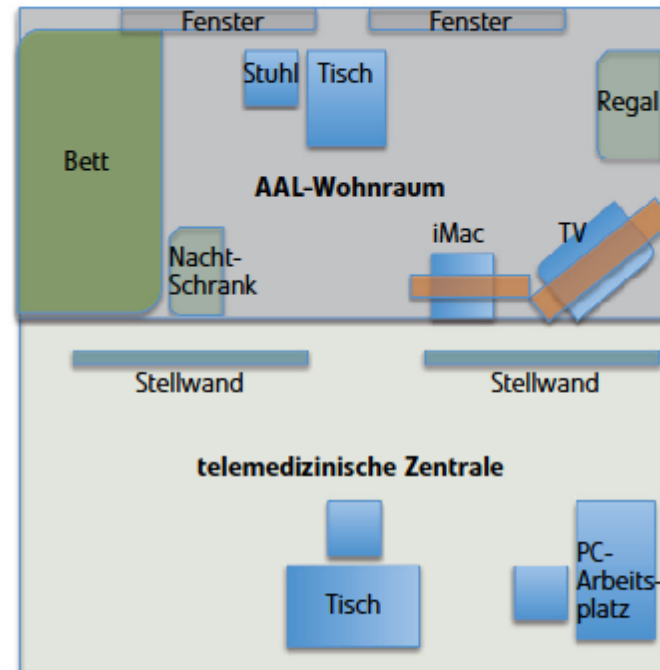 Fenster
Fenster
Stuhl
Tisch
Regal
Bett
AAL-Wohnraum
iMac
TV
Nacht-
Schrank
Stellwand
Stellwand
telemedizinische Zentrale
PC-
Arbeits-
platz
Tisch